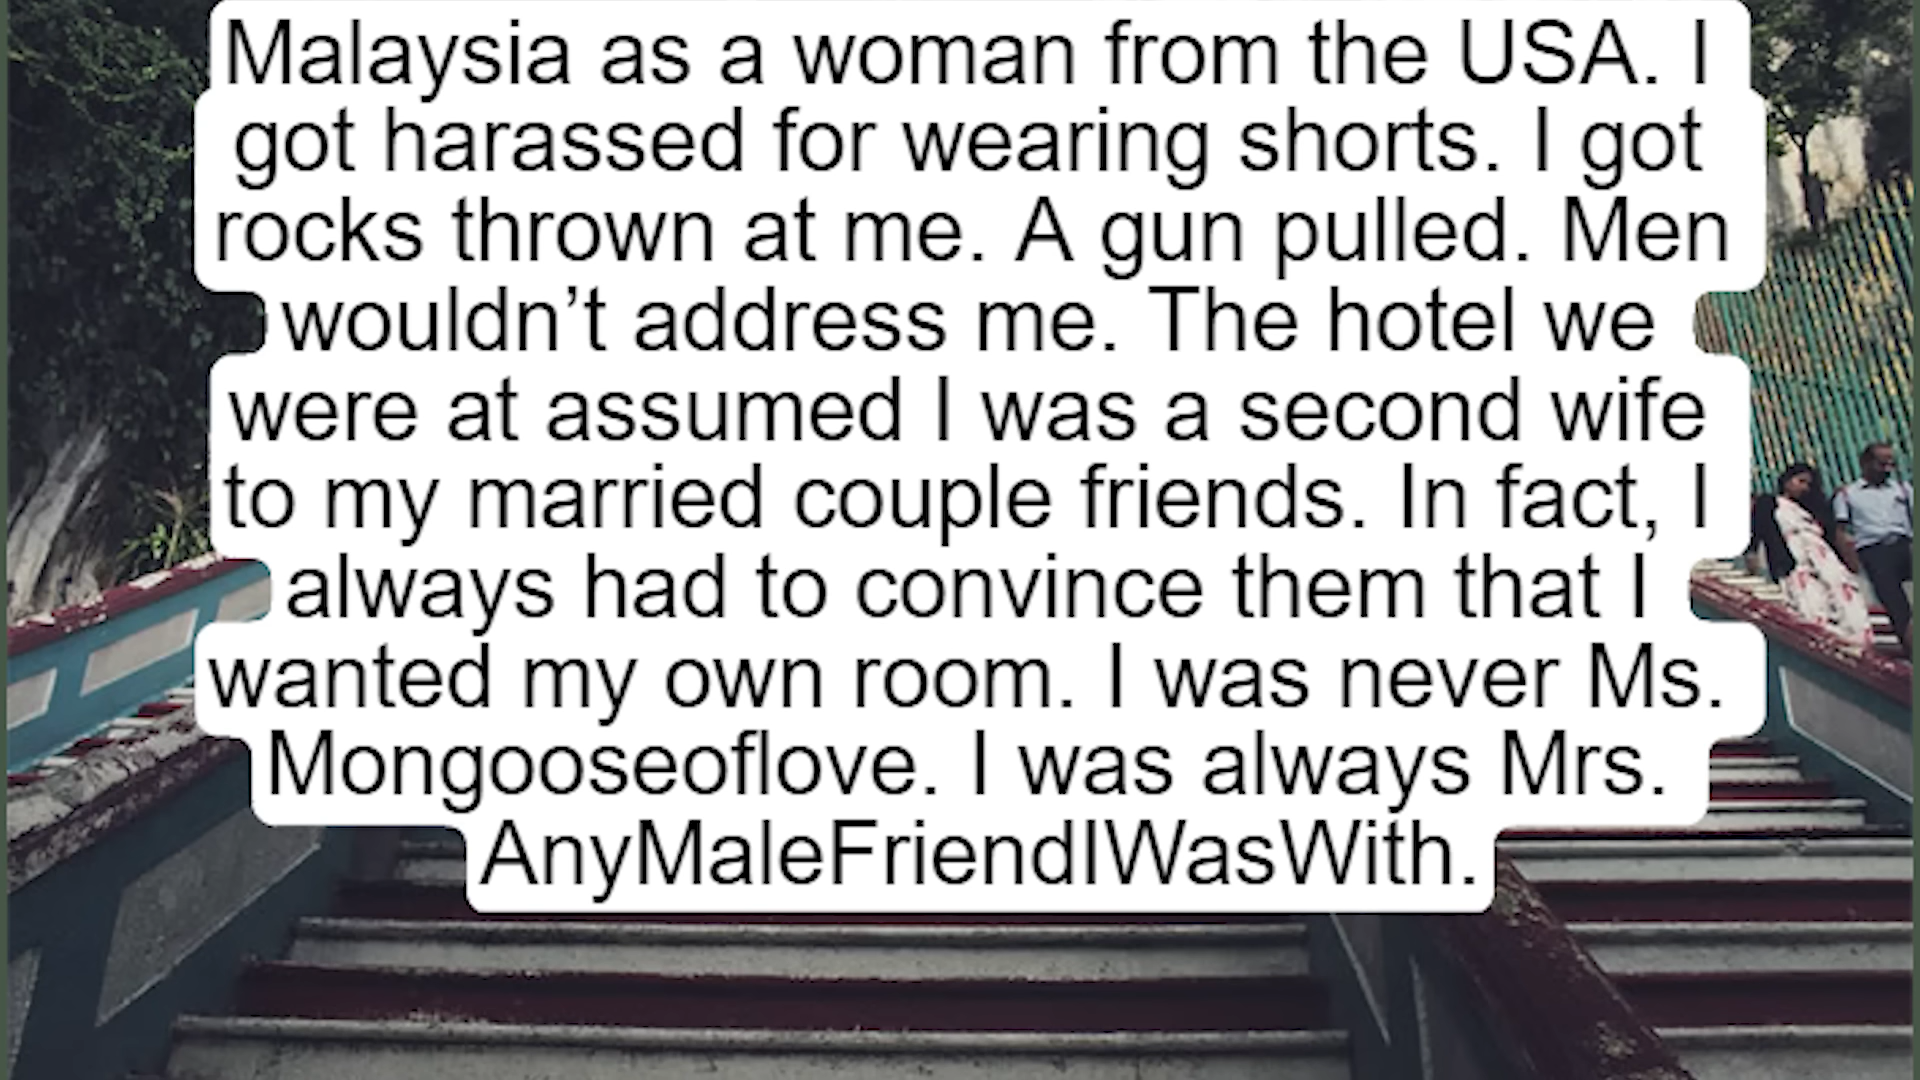 Malaysia as a woman from the USA. I
got harassed for wearing shorts. I got
rocks thrown at me. A gun pulled. Men
wouldn’t address me. The hotel we
were at assumed I was a second wife
to my married couple friends. In fact, I
always had to convince them that I
wanted my own room. I was never Ms.
Mongooseoflove. I was always Mrs.
AnyMaleFriendIWasWith.